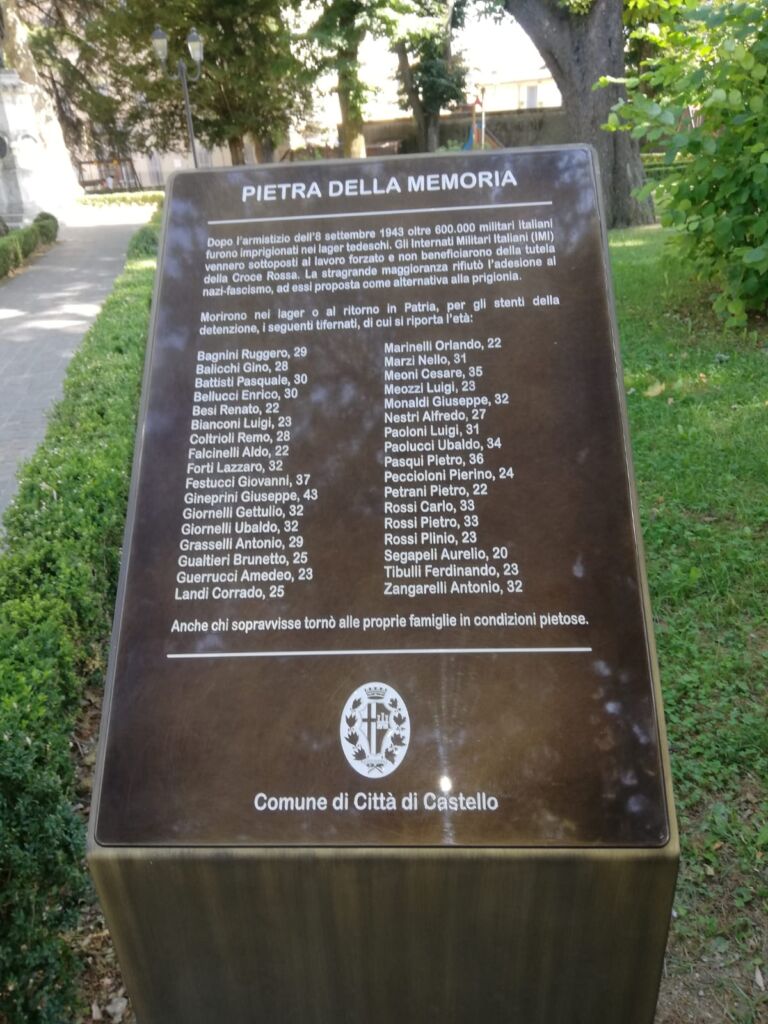 PIETRA DELLA MEMORIA
Dopo l'armistizio dell'8 settembre 1943 oltre 600.000 militari italiani
furono imprigionati nei lager tedeschi. Gli Internati Militari Italiani (IMI)
vennero sottoposti al lavoro forzato e non beneficiarono della tutela
della Croce Rossa. La stragrande maggioranza rifiutò l'adesione al
nazi-fascismo, ad essi proposta come alternativa alla prigionia.
Morirono nei lager o al ritorno in Patria, per gli stenti della
detenzione, i seguenti tifernati, di cui si riporta l'età:
Bagnini Ruggero, 29
Balicchi Gino, 28
Battisti Pasquale, 30
Bellucci Enrico, 30
Besi Renato, 22
Bianconi Luigi, 23
Coltrioli Remo, 28
Falcinelli Aldo, 22
Forti Lazzaro, 32
Festucci Giovanni, 37
Gineprini Giuseppe, 43
Giornelli Gettulio, 32
Giornelli Ubaldo, 32
Grasselli Antonio, 29
Gualtieri Brunetto, 25
Guerrucci Amedeo, 23
Landi Corrado, 25
Marinelli Orlando, 22
Marzi Nello, 31
Meoni Cesare, 35
Meozzi Luigi, 23
Monaldi Giuseppe, 32
Nestri Alfredo, 27
Paoloni Luigi, 31
Paolucci Ubaldo, 34
Pasqui Pietro, 36
Peccioloni Pierino, 24
Petrani Pietro, 22
Rossi Carlo, 33
Rossi Pietro, 33
Rossi Plinio, 23
Segapeli Aurelio, 20
Tibulli Ferdinando, 23
Zangarelli Antonio, 32
Anche chi sopravvisse tornò alle proprie famiglie in condizioni pietose.
Comune di Città di Castello